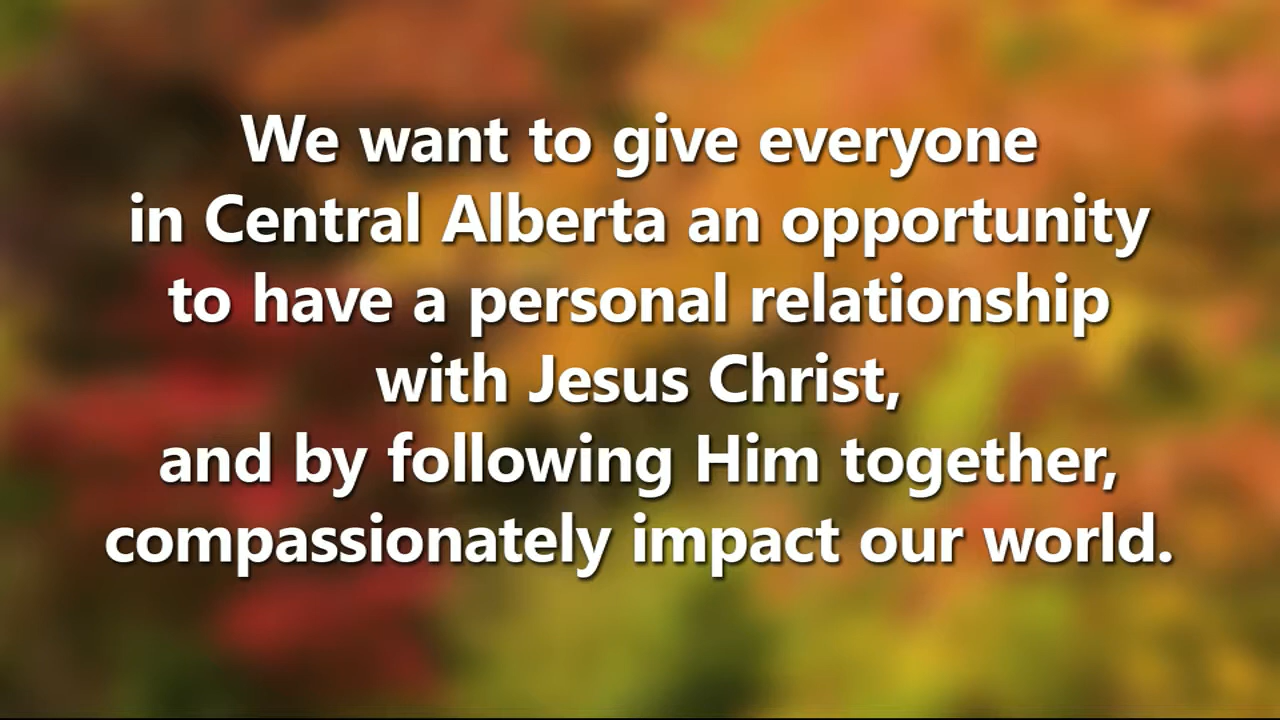 We want to give everyone
in Central Alberta an opportunity
to have a personal relationship
with Jesus Christ,
and by following Him together,
compassionately impact our world.